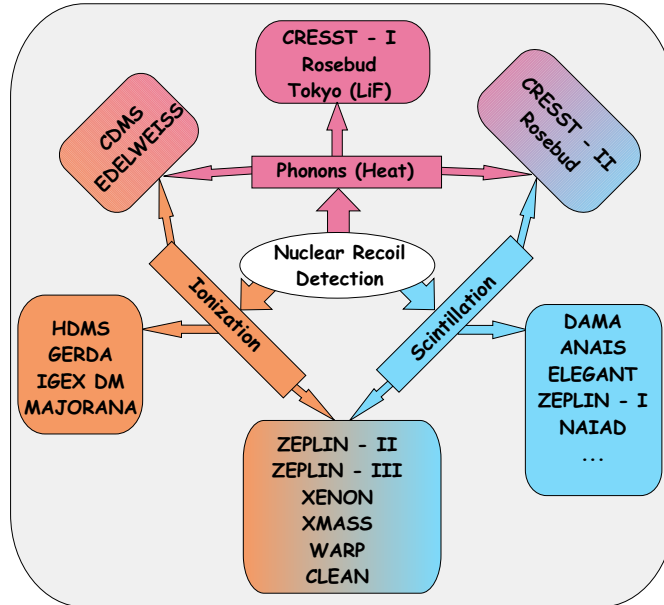 CRESST - I
Rosebud
Tokyo (LiF)
CDMS
EDELWEISS
CRESST - II
Rosebud
Phonons (Heat)
Nuclear Recoil
Detection
Ionization
Scintillation
HDMS
GERDA
IGEX DM
MAJORANA
DAMA
ANAIS
ELEGANT
ZEPLIN - I
NAIAD
...
ZEPLIN - II
ZEPLIN - III
XENON
XMASS
WARP
CLEAN